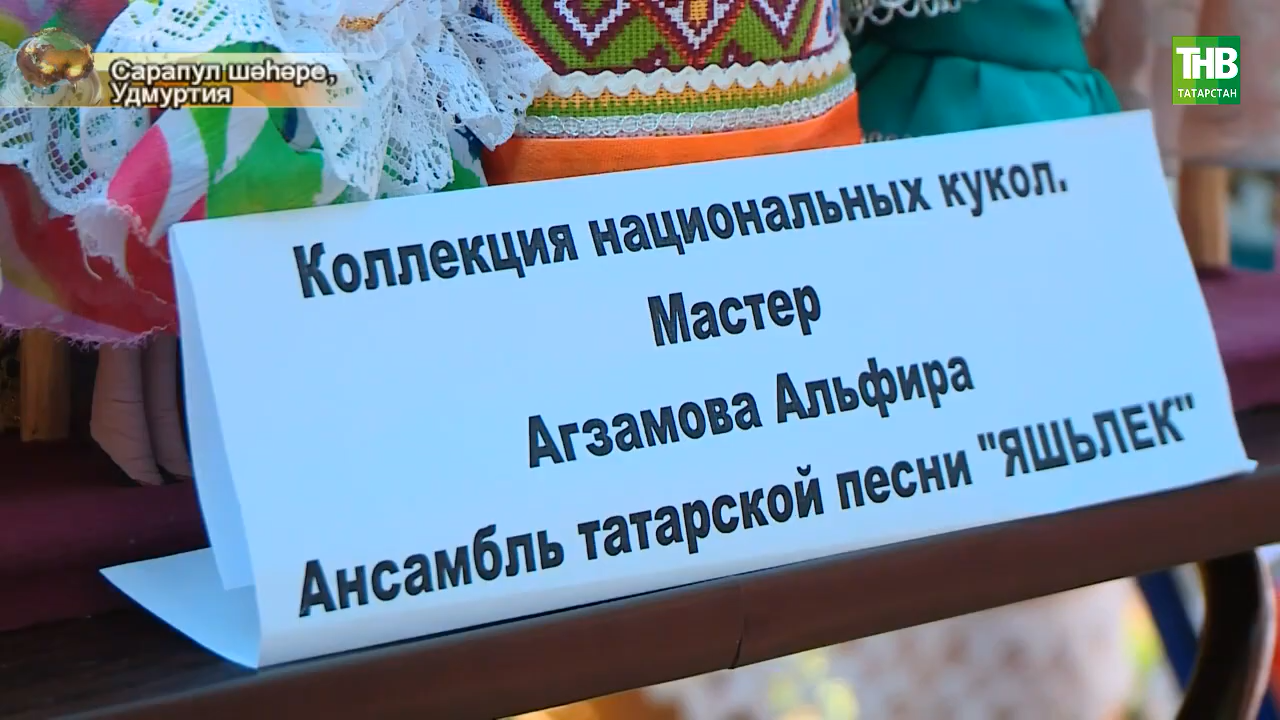 Сарапул шәһәре,
Удмуртия
ТНВ
ТАТАРСТАН
Коллекция национальных кукол.
Мастер
Агзамова Альфира
Ансамбль татарской песни "ЯШЬЛЕК"